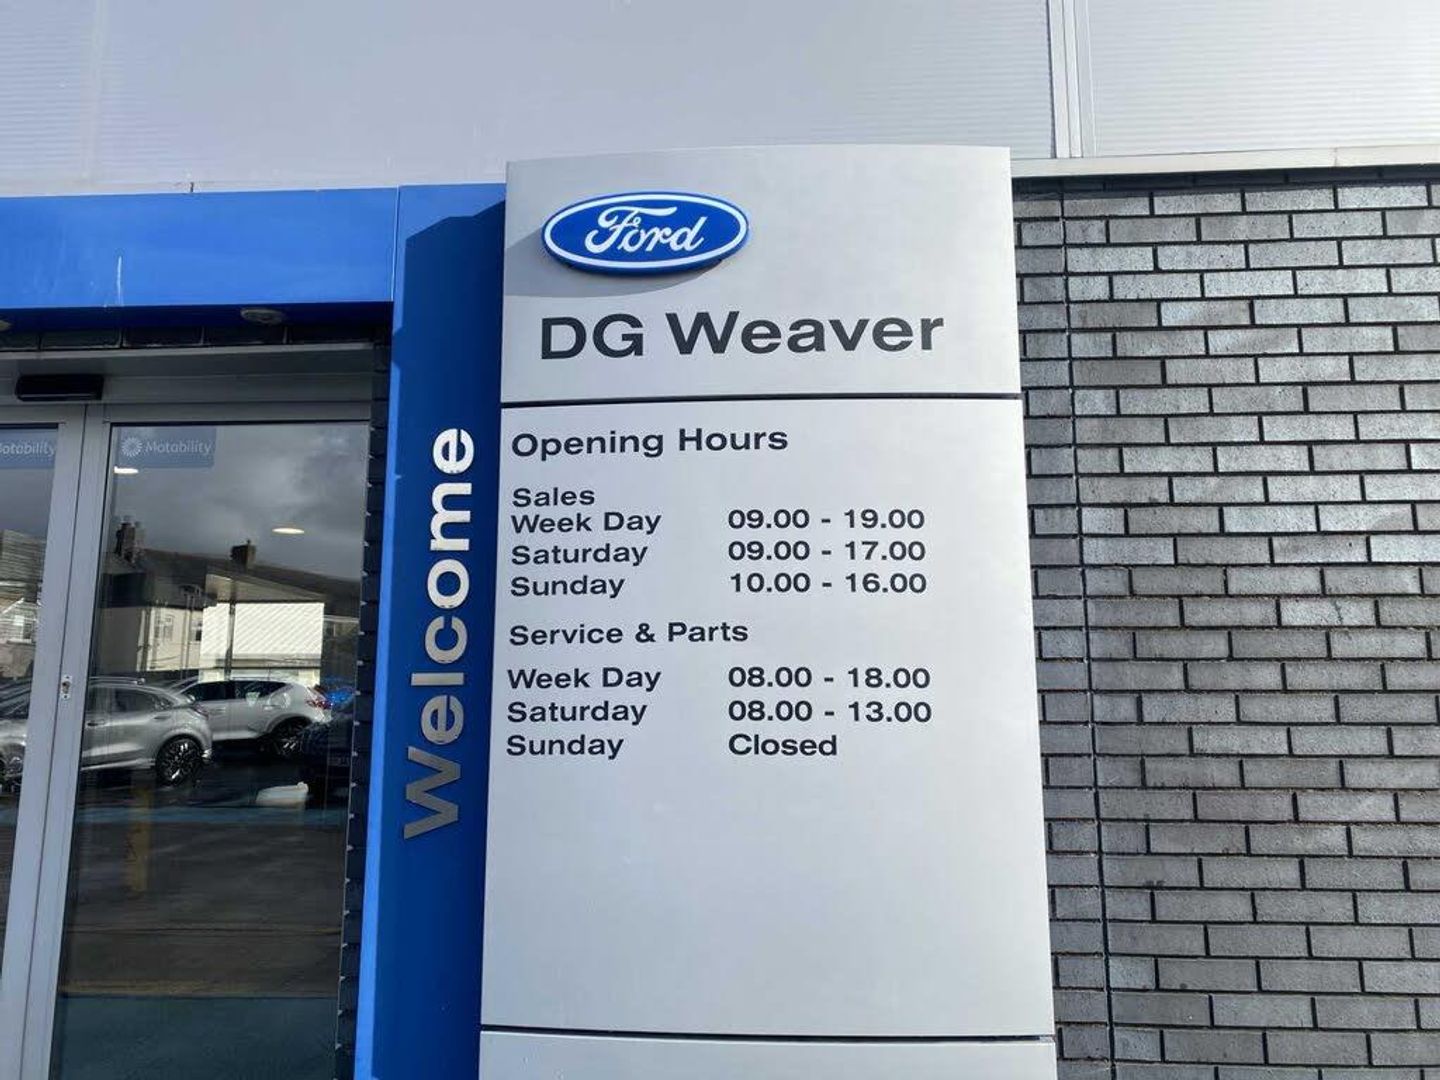 Ford
DG Weaver
Opening Hours
Sales
Week Day 09.00 - 19.00
Saturday 09.00 - 17.00
Sunday 10.00 - 16.00
Service & Parts
Week Day 08.00 - 18.00
Saturday 08.00 - 13.00
Sunday Closed
Welcome
Motability
Motability